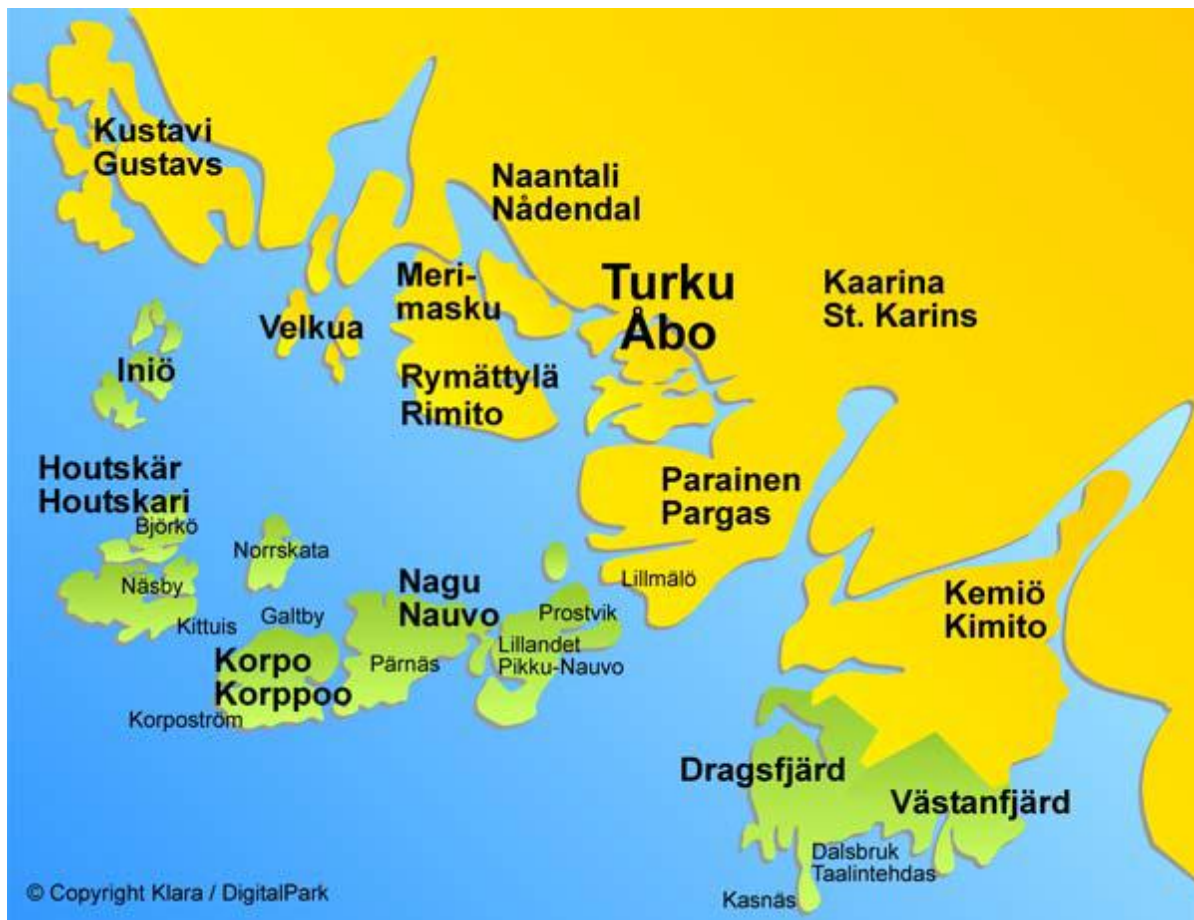 Kustavi
Gustavs
Naantali
Nådendal
Meri-
masku
Turku
Åbo
Kaarina
St. Karins
Velkua
Iniö
Rymättylä
Rimito
Houtskär
Houtskari
Björkö
Parainen
Pargas
Norrskata
Näsby
Lillmälö
Nagu
Nauvo
Kemiö
Kimito
Galtby
Prostvik
Kittuis
Lillandet
Pikku-Nauvo
Korpo
Korppoo
Pärnäs
Korpoström
Dragsfjärd
Västanfjärd
Dalsbruk
Taalintehdas
Kasnäs
© Copyright Klara / DigitalPark